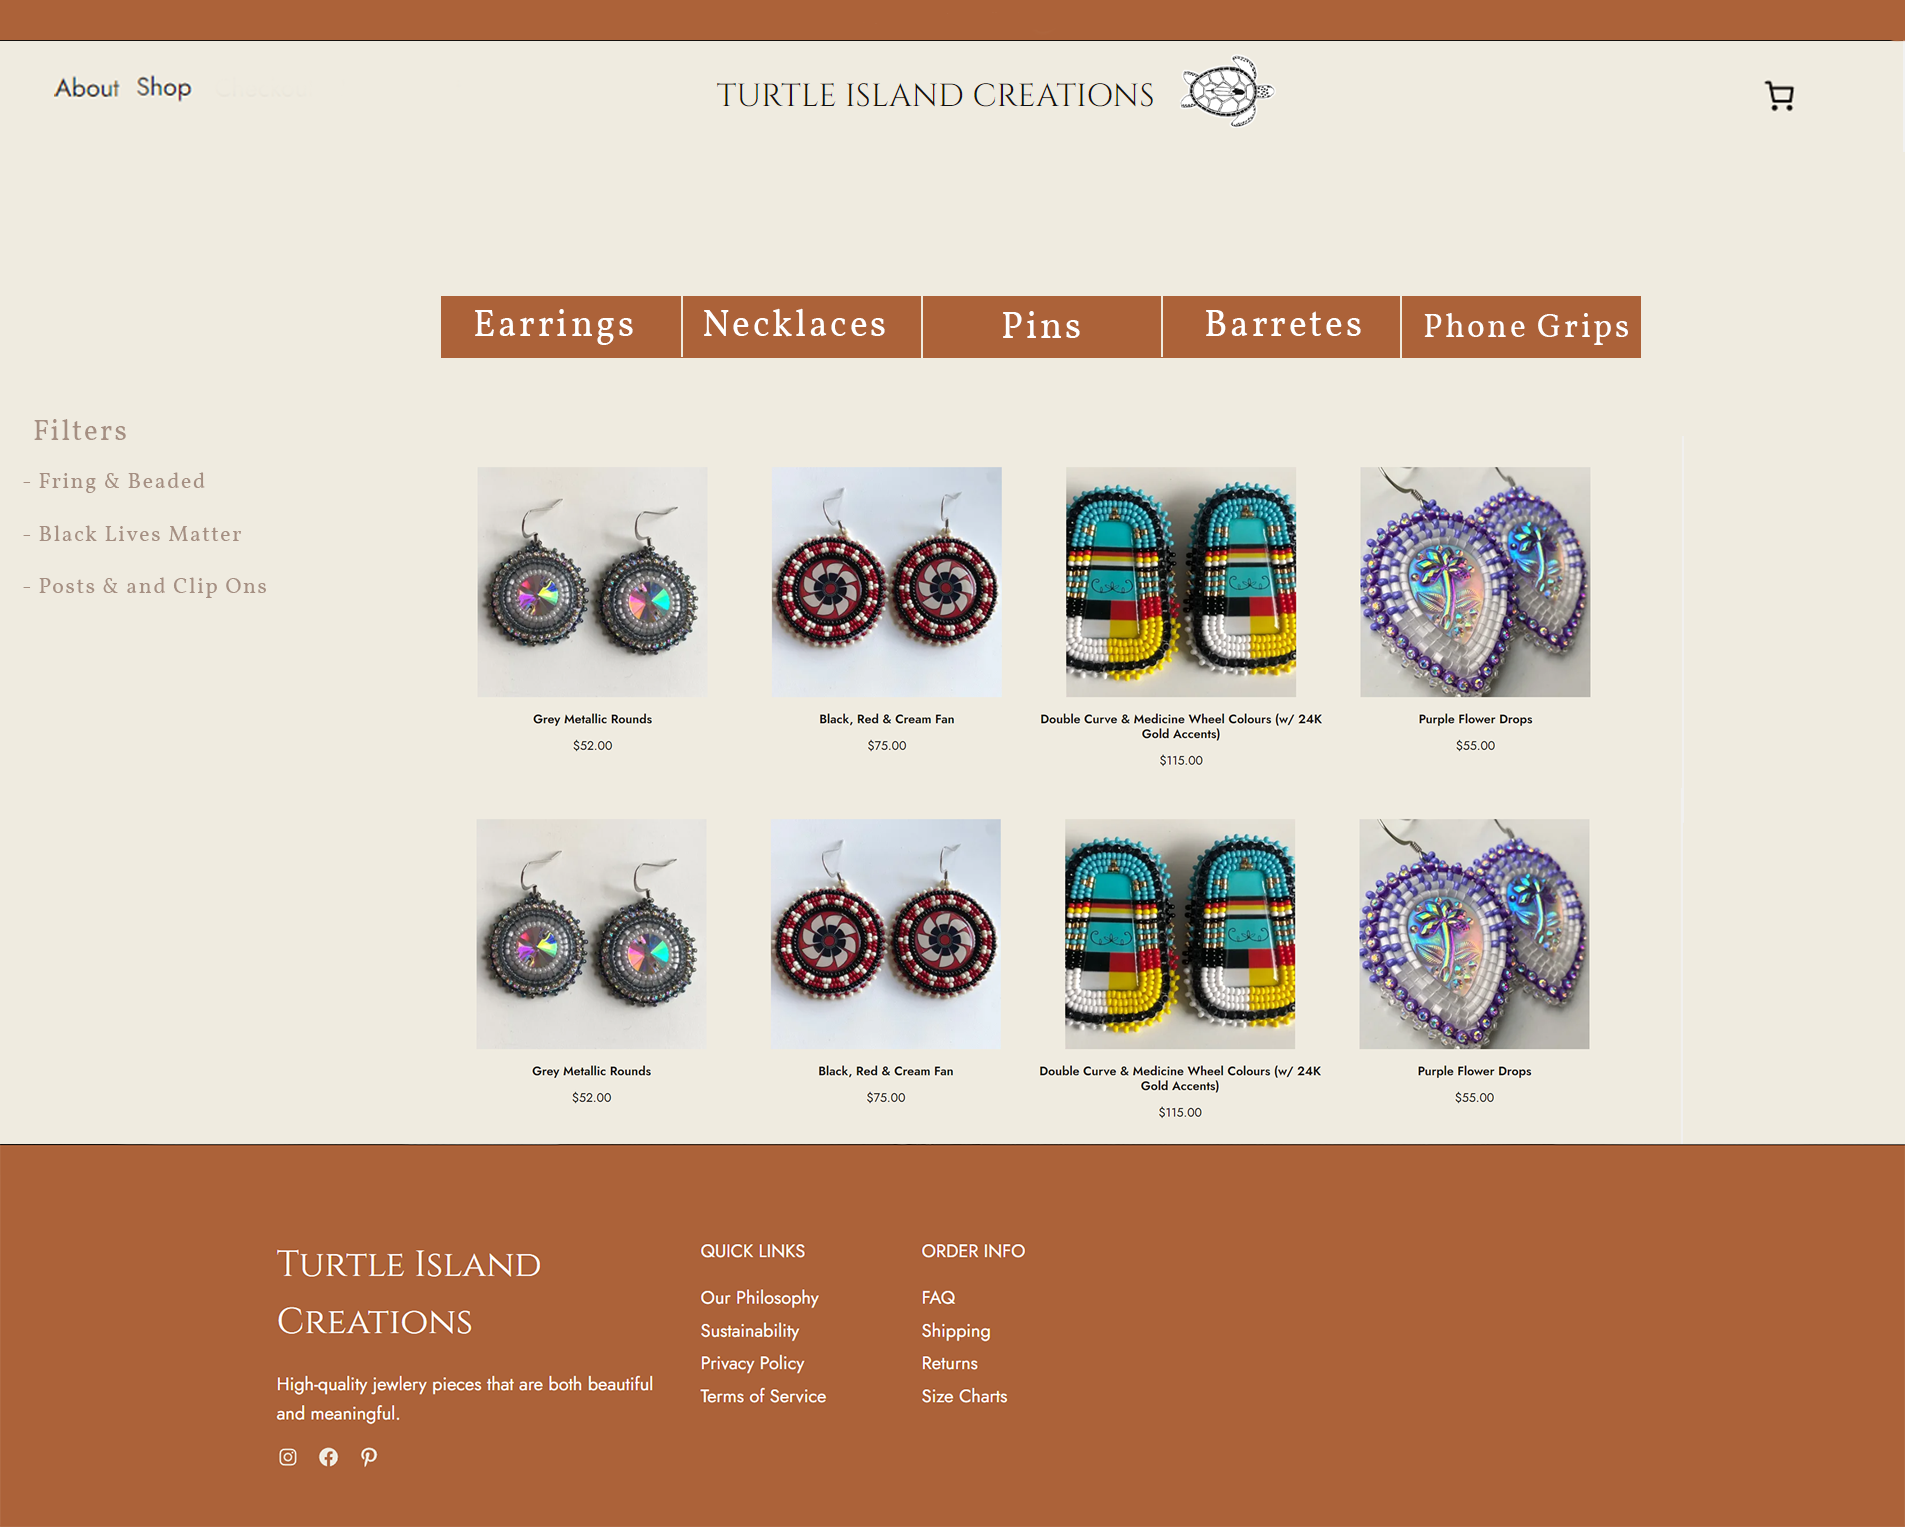 About Shop
TURTLE ISLAND CREATIONS
Earrings Necklaces Pins Barretes Phone Grips
Filters
- Fring & Beaded
- Black Lives Matter
- Posts & and Clip Ons
Grey Metallic Rounds
$52.00
Black, Red & Cream Fan
$75.00
Double Curve & Medicine Wheel Colours (w/ 24K
Gold Accents)
$115.00
Purple Flower Drops
$55.00
Grey Metallic Rounds
$52.00
Black, Red & Cream Fan
$75.00
Double Curve & Medicine Wheel Colours (w/ 24K
Gold Accents)
$115.00
Purple Flower Drops
$55.00
TURTLE ISLAND
CREATIONS
High-quality jewlery pieces that are both beautiful
and meaningful.
QUICK LINKS
Our Philosophy
Sustainability
Privacy Policy
Terms of Service
ORDER INFO
FAQ
Shipping
Returns
Size Charts